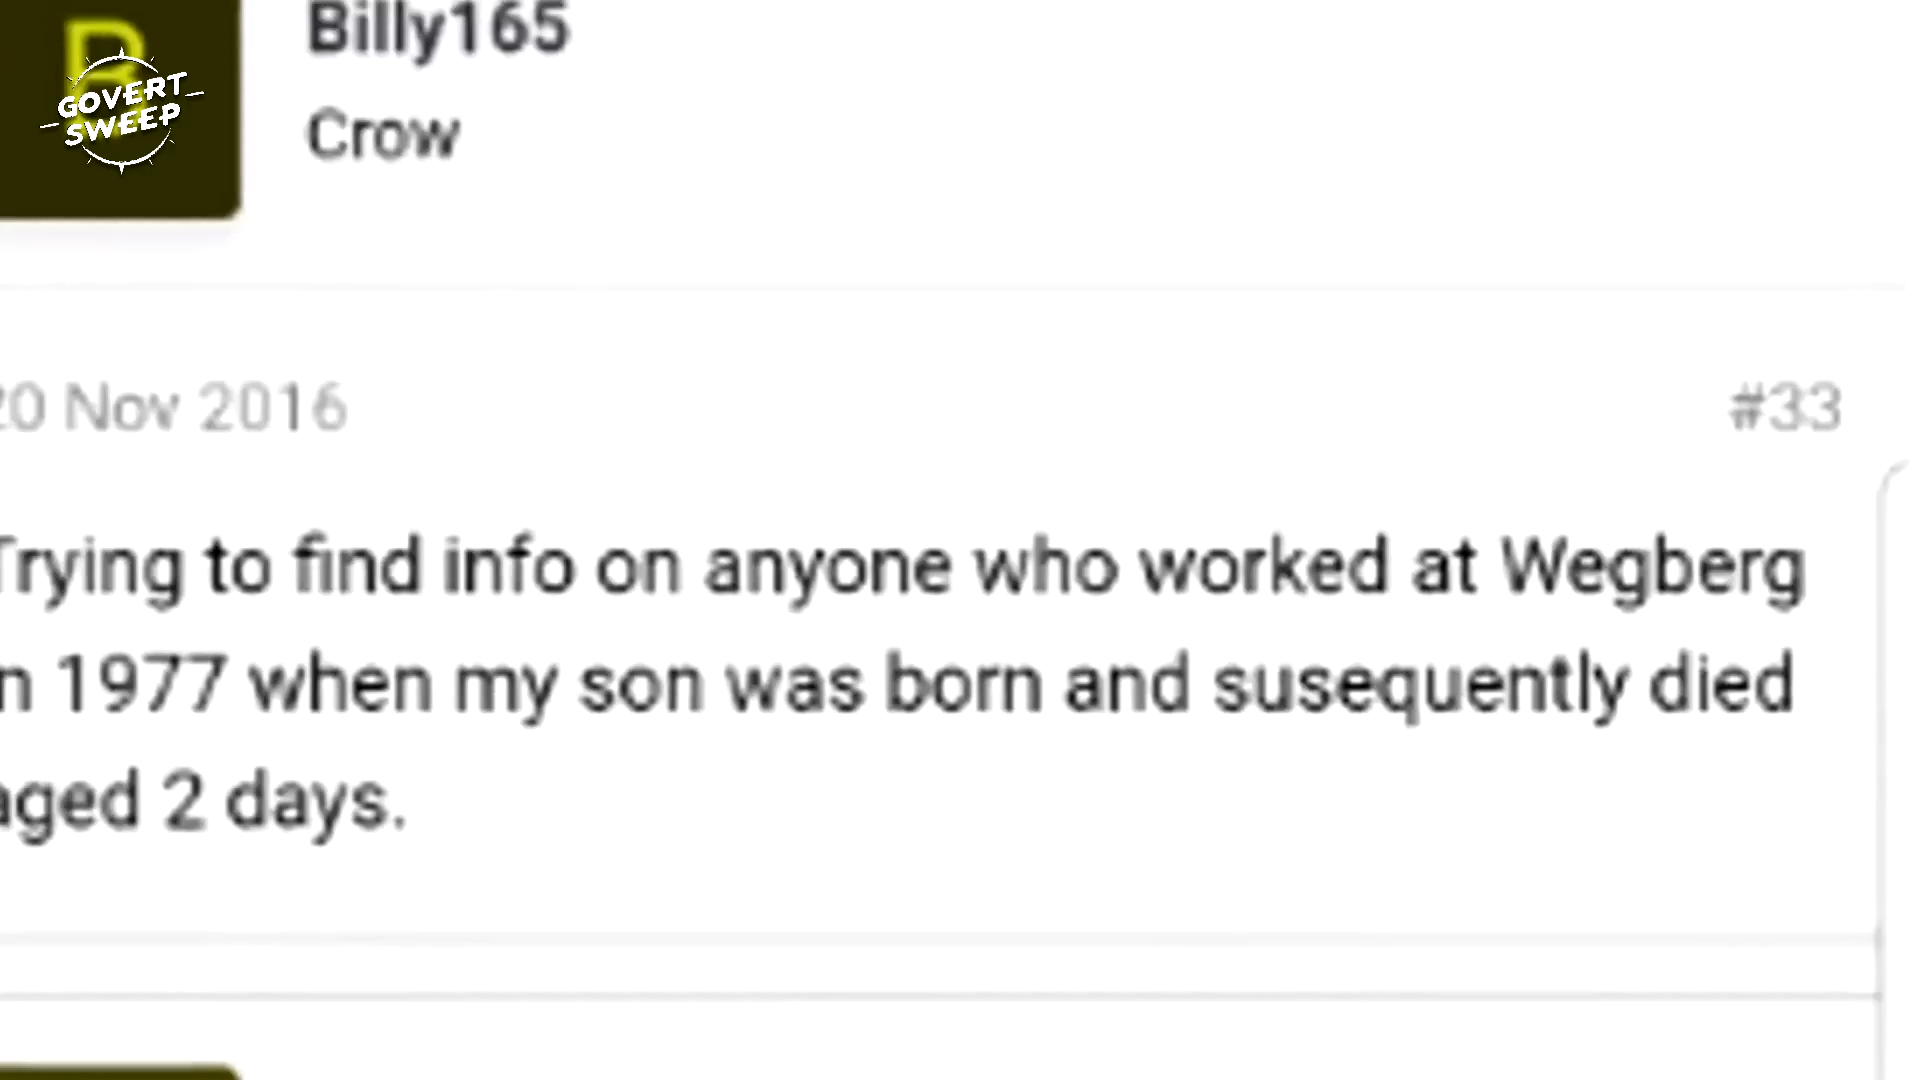 B
GOVERT
SWEEP
Billy165
Crow
20 Nov 2016
#33
Trying to find info on anyone who worked at Wegberg
in 1977 when my son was born and susequently died
aged 2 days.